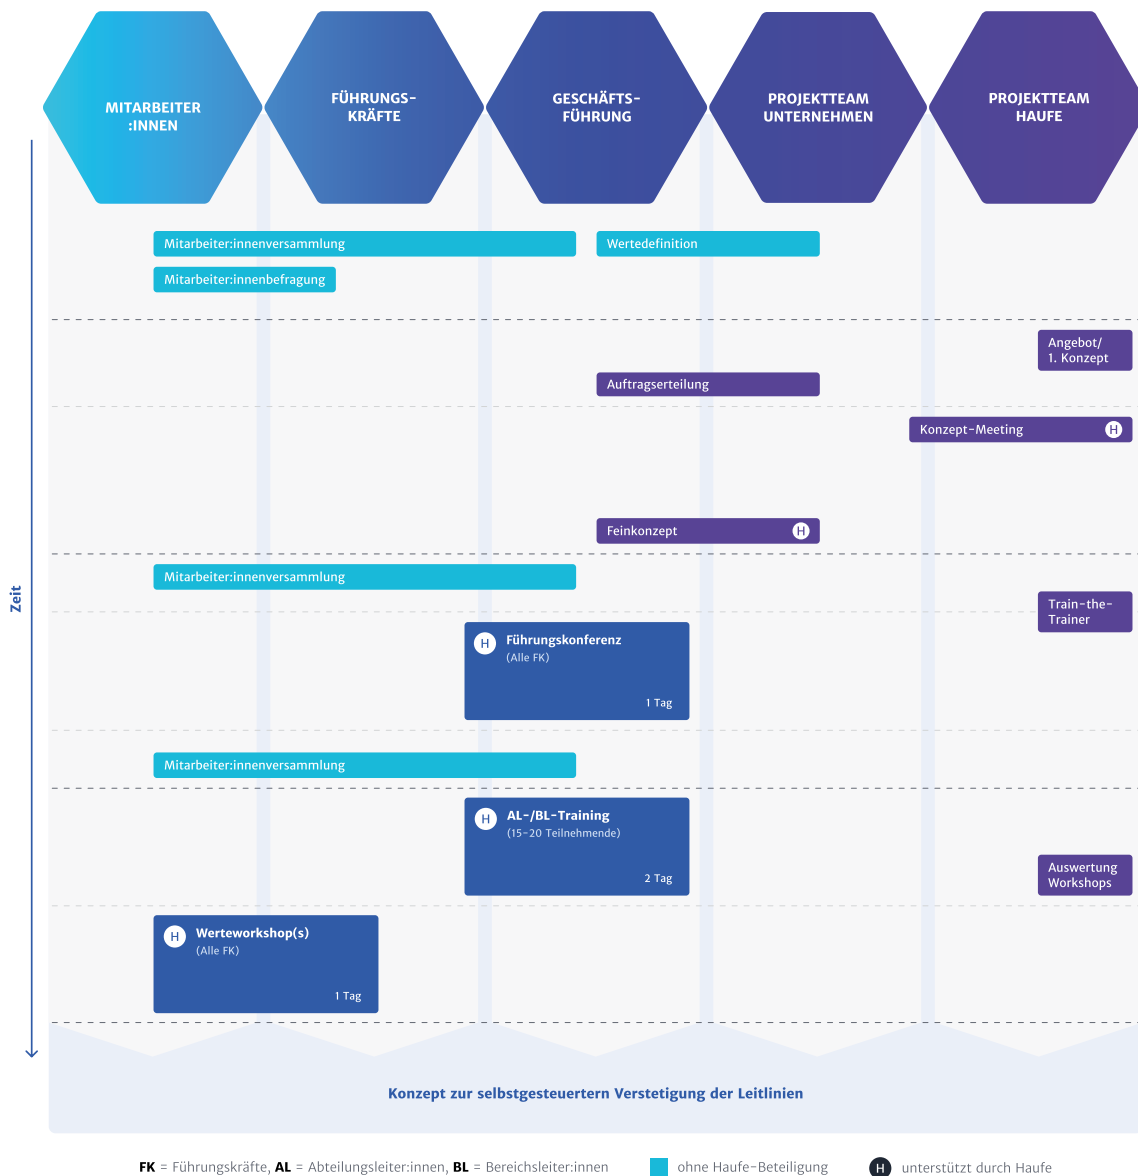 MITARBEITER
:INNEN
FÜHRUNGS-
KRÄFTE
GESCHÄFTS-
FÜHRUNG
PROJEKTTEAM
UNTERNEHMEN
PROJEKTTEAM
HAUFE
Mitarbeiter:innenversammlung
Wertedefinition
Mitarbeiter:innenbefragung
Angebot/
1. Konzept
Auftragserteilung
Konzept-Meeting H
Feinkonzept H
Mitarbeiter:innenversammlung
Zeit
Train-the-
Trainer
H Führungskonferenz
(Alle FK)
1 Tag
Mitarbeiter:innenversammlung
H AL-/BL-Training
(15-20 Teilnehmende)
2 Tag
Auswertung
Workshops
H Werteworkshop(s)
(Alle FK)
1 Tag
Konzept zur selbstgesteuertern Verstetigung der Leitlinien
FK = Führungskräfte, AL = Abteilungsleiter:innen, BL = Bereichsleiter:innen
ohne Haufe-Beteiligung
H unterstützt durch Haufe